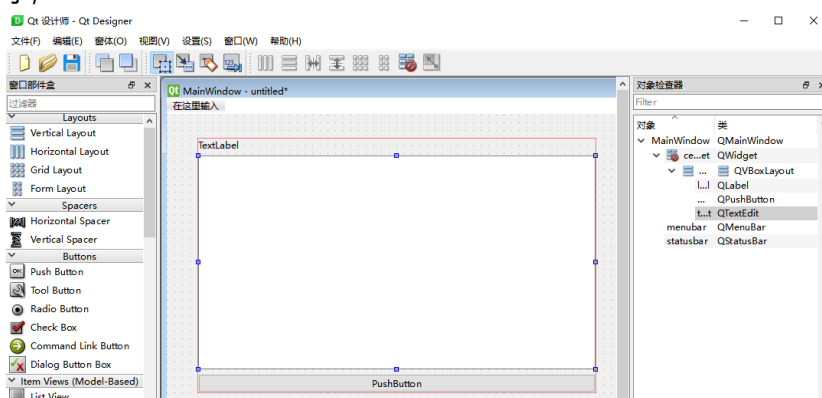 Qt 设计师 - Qt Designer
文件(F) 编辑(E) 窗体(O) 视图(V) 设置(S) 窗口(W) 帮助(H)
窗口部件盒
过滤器
Layouts
Vertical Layout
Horizontal Layout
Grid Layout
Form Layout
Spacers
Horizontal Spacer
Vertical Spacer
Buttons
Push Button
Tool Button
Radio Button
Check Box
Command Link Button
Dialog Button Box
Item Views (Model-Based)
List View
MainWindow - untitled*
在这里输入
TextLabel
PushButton
对象检查器
Filter
对象 类
MainWindow QMainWindow
ce...et QWidget
... QVBoxLayout
l...l QLabel
... QPushButton
t...t QTextEdit
menubar QMenuBar
statusbar QStatusBar